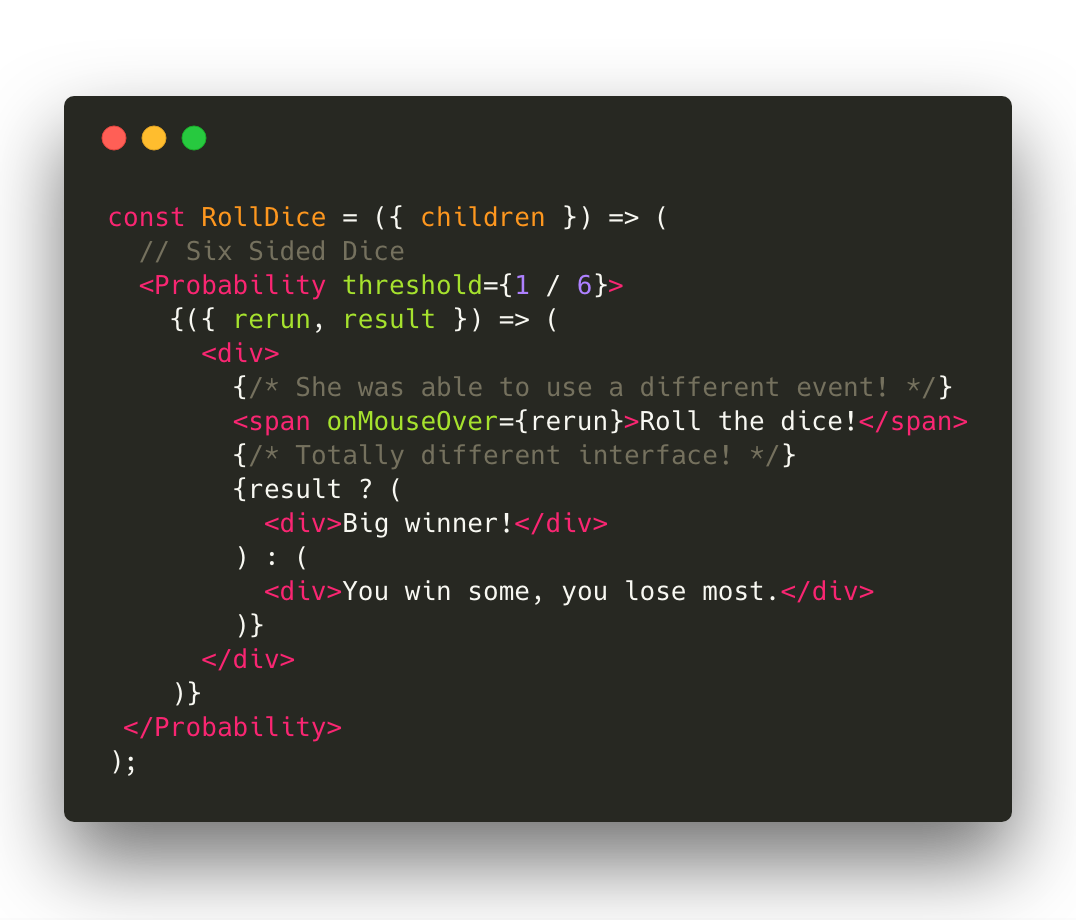 const RollDice = ({ children }) => (
  // Six Sided Dice
  <Probability threshold={1 / 6}>
    {({ rerun, result }) => (
      <div>
        {/* She was able to use a different event! */}
        <span onMouseOver={rerun}>Roll the dice!</span>
        {/* Totally different interface! */}
        {result ? (
          <div>Big winner!</div>
        ) : (
          <div>You win some, you lose most.</div>
        )}
      </div>
    )}
 </Probability>
);